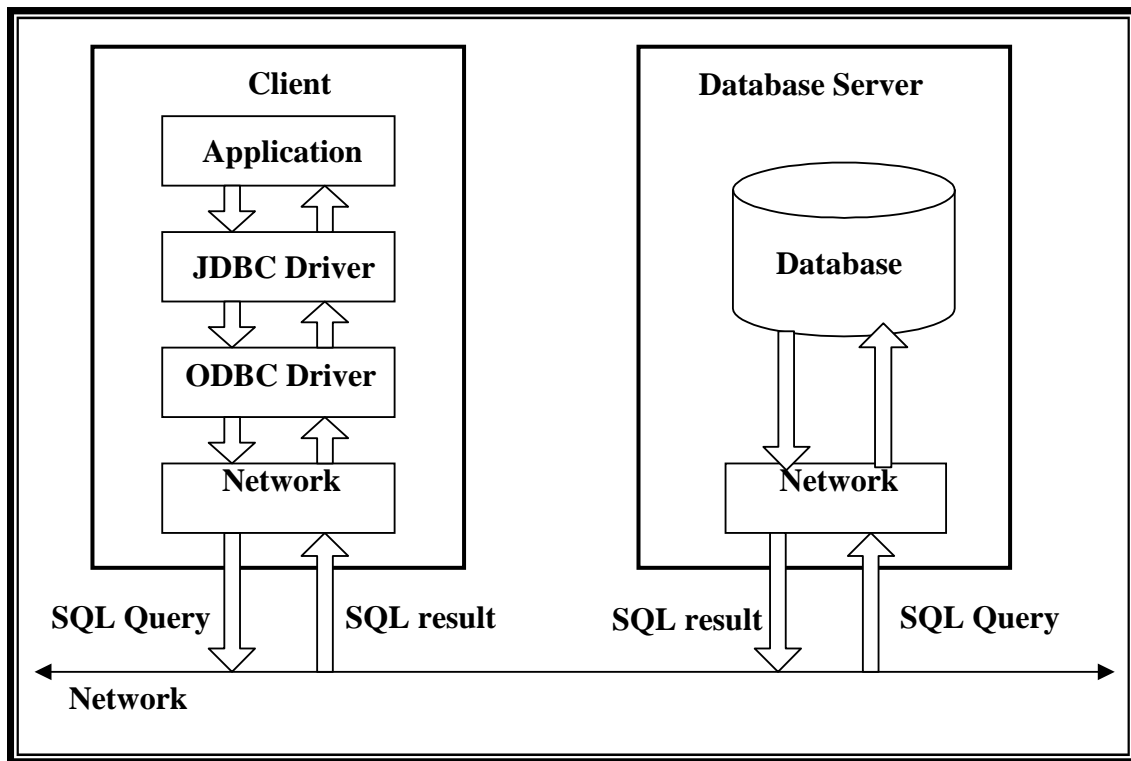 Client
Application
JDBC Driver
ODBC Driver
Network
SQL Query
SQL result
Database Server
Database
Network
SQL result
SQL Query
Network